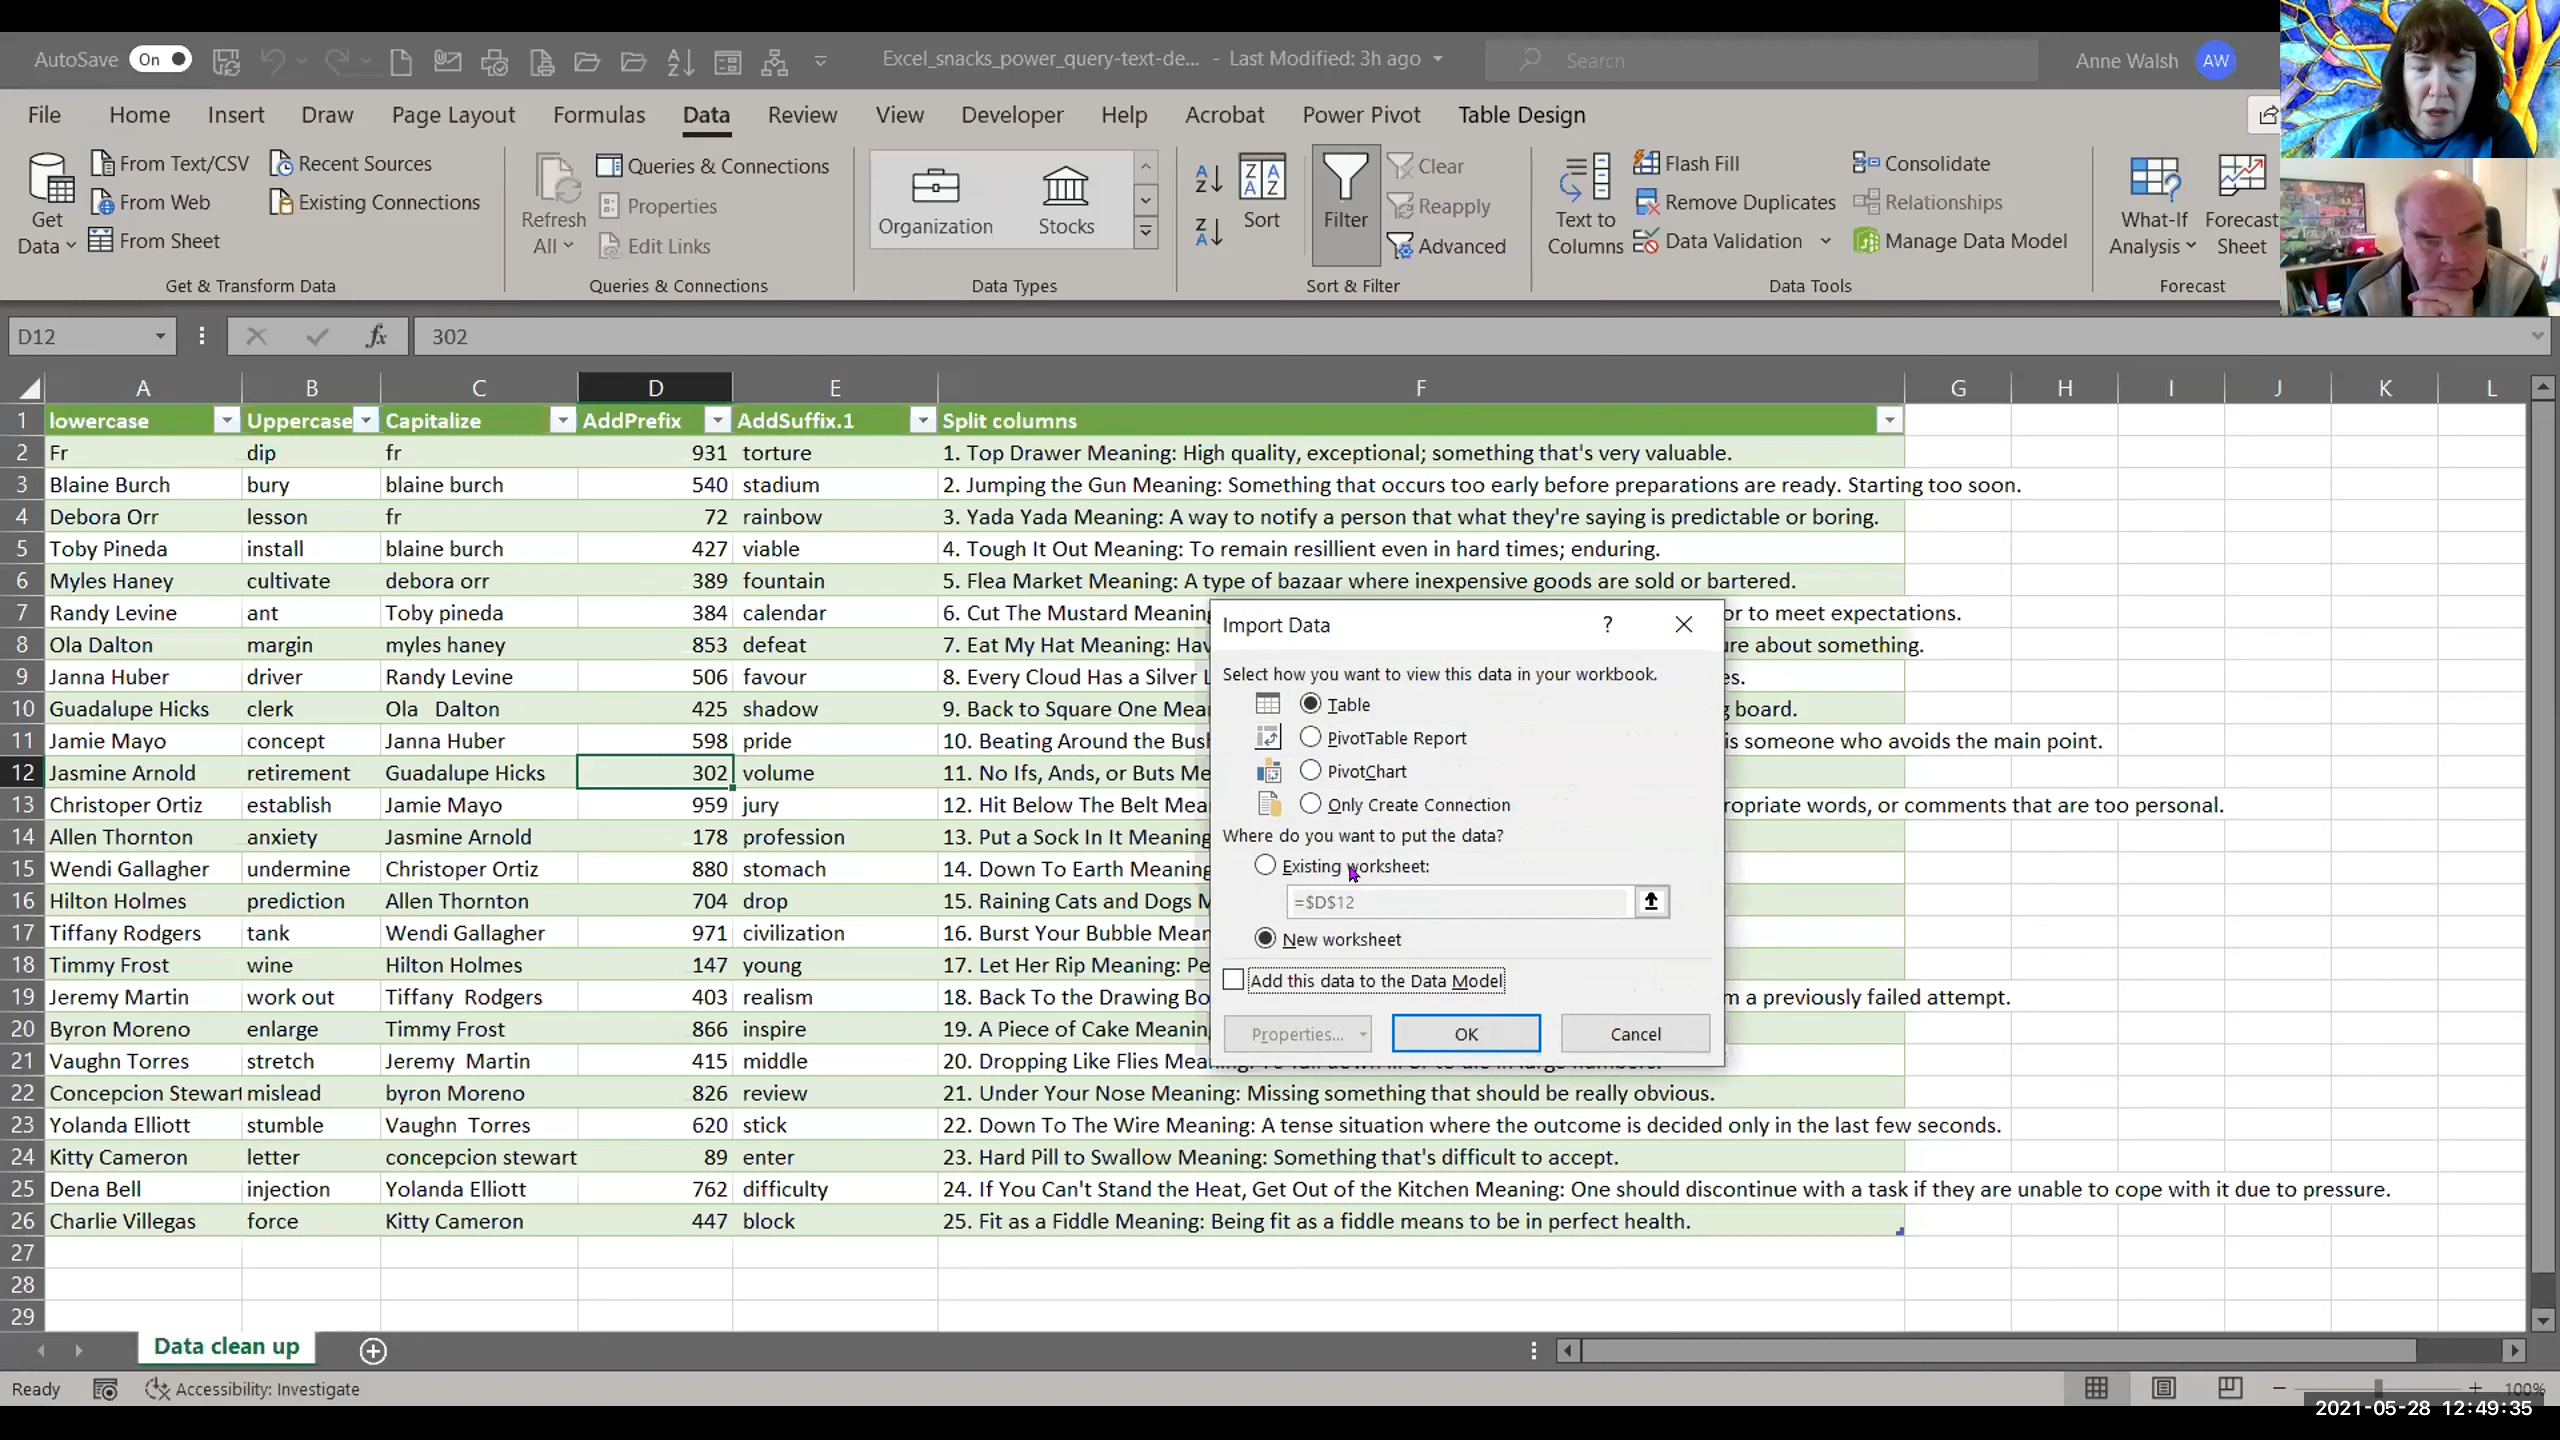 AutoSave On Excel_snacks_power_query-text-de... - Last Modified: 3h ago Search Anne Walsh AW
File Home Insert Draw Page Layout Formulas Data Review View Developer Help Acrobat Power Pivot Table Design
Get Data
From Text/CSV
From Web
From Sheet
Recent Sources
Existing Connections
Get & Transform Data
Refresh All
Queries & Connections
Properties
Edit Links
Queries & Connections
Organization
Stocks
Data Types
Sort
Filter
Clear
Reapply
Advanced
Sort & Filter
Text to Columns
Flash Fill
Remove Duplicates
Data Validation
Consolidate
Relationships
Manage Data Model
Data Tools
What-If Analysis
Forecast Sheet
Forecast
D12 fx 302
A B C D E F G H I J K L
1 lowercase Uppercase Capitalize AddPrefix AddSuffix.1 Split columns
2 Fr dip fr 931 torture 1. Top Drawer Meaning: High quality, exceptional; something that's very valuable.
3 Blaine Burch bury blaine burch 540 stadium 2. Jumping the Gun Meaning: Something that occurs too early before preparations are ready. Starting too soon.
4 Debora Orr lesson fr 72 rainbow 3. Yada Yada Meaning: A way to notify a person that what they're saying is predictable or boring.
5 Toby Pineda install blaine burch 427 viable 4. Tough It Out Meaning: To remain resillient even in hard times; enduring.
6 Myles Haney cultivate debora orr 389 fountain 5. Flea Market Meaning: A type of bazaar where inexpensive goods are sold or bartered.
7 Randy Levine ant Toby pineda 384 calendar 6. Cut The Mustard Meaning or to meet expectations.
8 Ola Dalton margin myles haney 853 defeat 7. Eat My Hat Meaning: about something.
9 Janna Huber driver Randy Levine 506 favour 8. Every Cloud Has a Silver
10 Guadalupe Hicks clerk Ola Dalton 425 shadow 9. Back to Square One board.
11 Jamie Mayo concept Janna Huber 598 pride 10. Beating Around the is someone who avoids the main point.
12 Jasmine Arnold retirement Guadalupe Hicks 302 volume 11. No Ifs, Ands, or Buts
13 Christoper Ortiz establish Jamie Mayo 959 jury 12. Hit Below The Belt words, or comments that are too personal.
14 Allen Thornton anxiety Jasmine Arnold 178 profession 13. Put a Sock In It Meaning
15 Wendi Gallagher undermine Christoper Ortiz 880 stomach 14. Down To Earth Meaning
16 Hilton Holmes prediction Allen Thornton 704 drop 15. Raining Cats and Dogs
17 Tiffany Rodgers tank Wendi Gallagher 971 civilization 16. Burst Your Bubble
18 Timmy Frost wine Hilton Holmes 147 young 17. Let Her Rip Meaning:
19 Jeremy Martin work out Tiffany Rodgers 403 realism 18. Back To the Drawing a previously failed attempt.
20 Byron Moreno enlarge Timmy Frost 866 inspire 19. A Piece of Cake
21 Vaughn Torres stretch Jeremy Martin 415 middle 20. Dropping Like Flies
22 Concepcion Stewart mislead byron Moreno 826 review 21. Under Your Nose Meaning: Missing something that should be really obvious.
23 Yolanda Elliott stumble Vaughn Torres 620 stick 22. Down To The Wire Meaning: A tense situation where the outcome is decided only in the last few seconds.
24 Kitty Cameron letter concepcion stewart 89 enter 23. Hard Pill to Swallow Meaning: Something that's difficult to accept.
25 Dena Bell injection Yolanda Elliott 762 difficulty 24. If You Can't Stand the Heat, Get Out of the Kitchen Meaning: One should discontinue with a task if they are unable to cope with it due to pressure.
26 Charlie Villegas force Kitty Cameron 447 block 25. Fit as a Fiddle Meaning: Being fit as a fiddle means to be in perfect health.
27
28
29
Import Data ?
Select how you want to view this data in your workbook.
Table
PivotTable Report
PivotChart
Only Create Connection
Where do you want to put the data?
Existing worksheet:
=$D$12
New worksheet
Add this data to the Data Model
Properties... OK Cancel
Data clean up
Ready Accessibility: Investigate 100%
2021-05-28 12:49:35